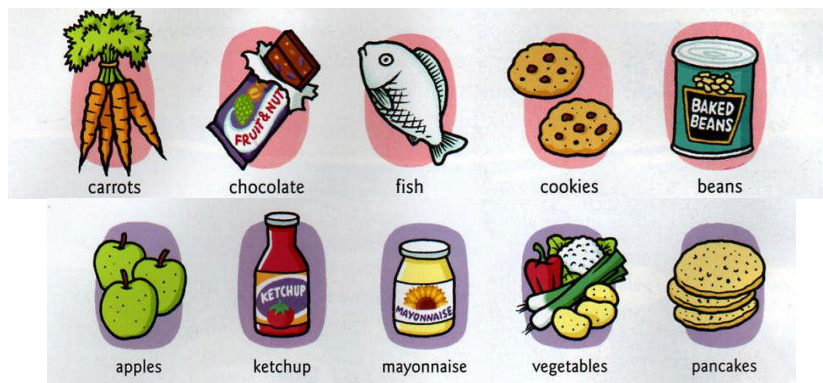 FRUIT & NUT
BAKED
BEANS
carrots
chocolate
fish
cookies
beans
KETCHUP
MAYONNAISE
apples
ketchup
mayonnaise
vegetables
pancakes